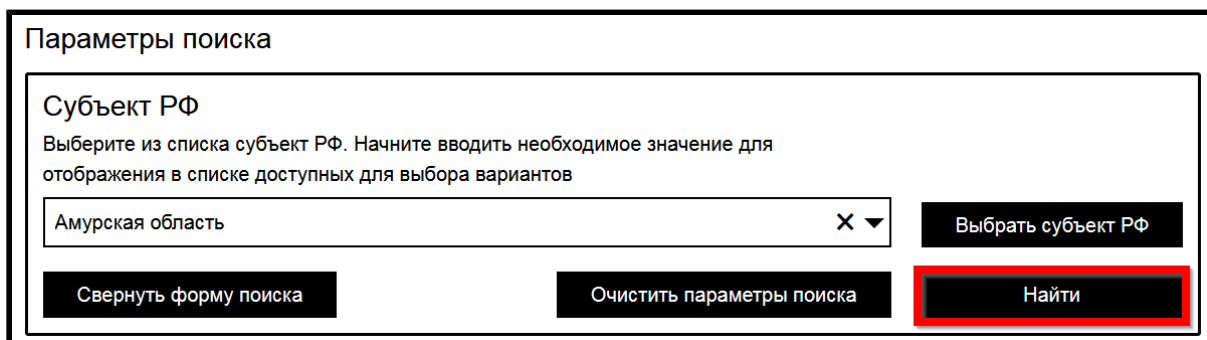 Параметры поиска
Субъект РФ
Выберите из списка субъект РФ. Начните вводить необходимое значение для
отображения в списке доступных для выбора вариантов
Амурская область
Выбрать субъект РФ
Свернуть форму поиска
Очистить параметры поиска
Найти